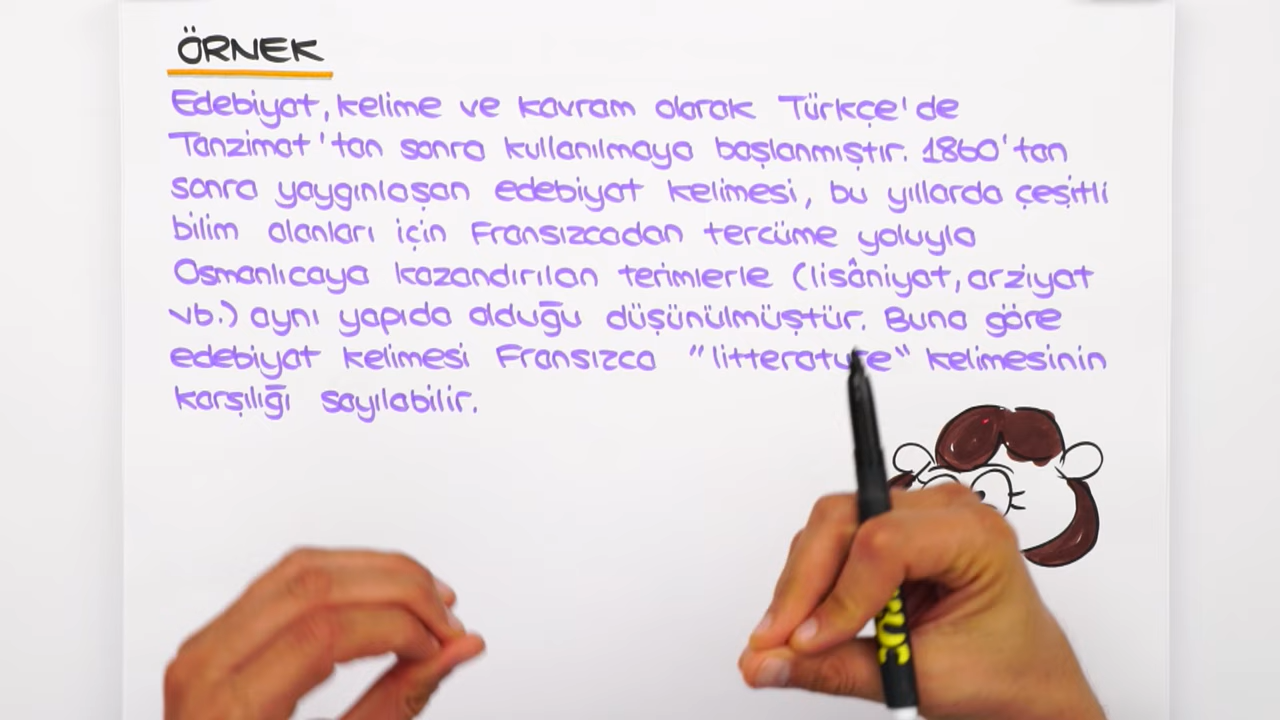 ÖRNEK
Edebiyat, kelime ve kavram olarak Türkçe'de
Tanzimat'tan sonra kullanılmaya başlanmıştır. 1860'tan
sonra yaygınlaşan edebiyat kelimesi, bu yıllarda çeşitli
bilim alanları için Fransızcadan tercüme yoluyla
Osmanlıcaya kazandırılan terimlerle (lisâniyat, arziyat
vb.) aynı yapıda olduğu düşünülmüştür. Buna göre
edebiyat kelimesi Fransızca "litterature" kelimesinin
karşılığı sayılabilir.